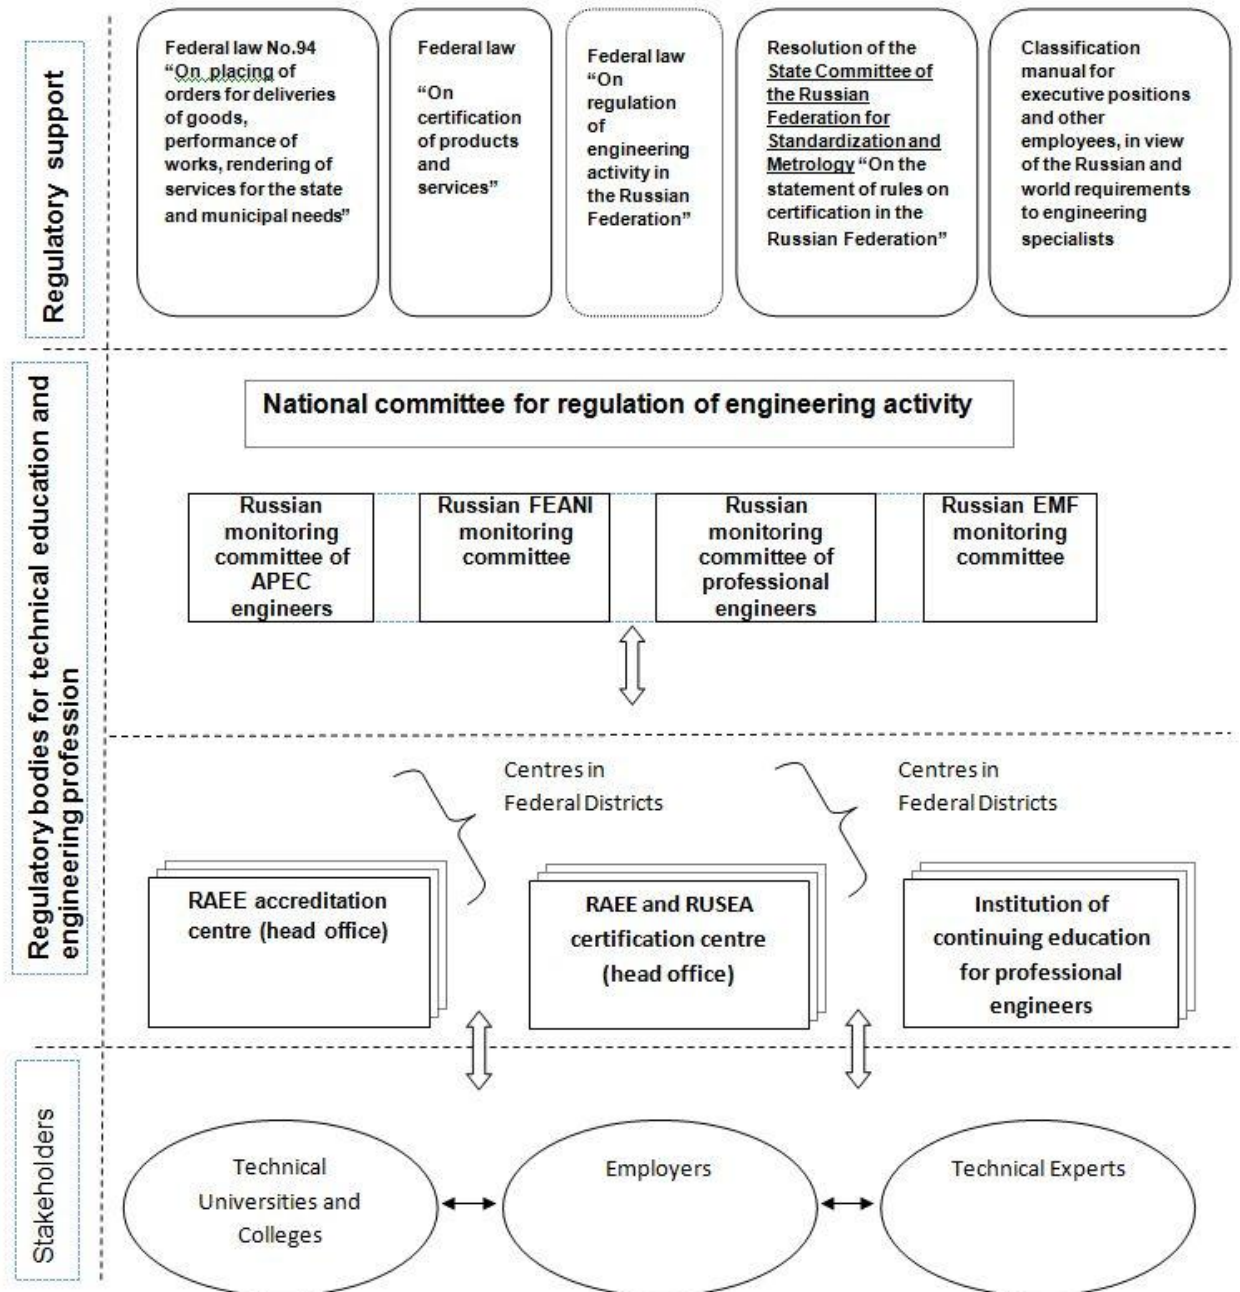 Regulatory support
Federal law No.94
“On placing of
orders for deliveries
of goods,
performance of
works, rendering of
services for the state
and municipal needs”
Federal law
“On
certification
of products
and
services”
Federal law
“On
regulation
of
engineering
activity in
the Russian
Federation”
Resolution of the
State Committee of
the Russian
Federation for
Standardization and
Metrology “On the
statement of rules on
certification in the
Russian Federation”
Classification
manual for
executive positions
and other
employees, in view
of the Russian and
world requirements
to engineering
specialists
Regulatory bodies for technical education and
engineering profession
National committee for regulation of engineering activity
Russian
monitoring
committee of
APEC
engineers
Russian FEANI
monitoring
committee
Russian
monitoring
committee of
professional
engineers
Russian EMF
monitoring
committee
Centres in
Federal Districts
Centres in
Federal Districts
RAEE accreditation
centre (head office)
RAEE and RUSEA
certification centre
(head office)
Institution of
continuing education
for professional
engineers
Stakeholders
Technical
Universities and
Colleges
Employers
Technical Experts